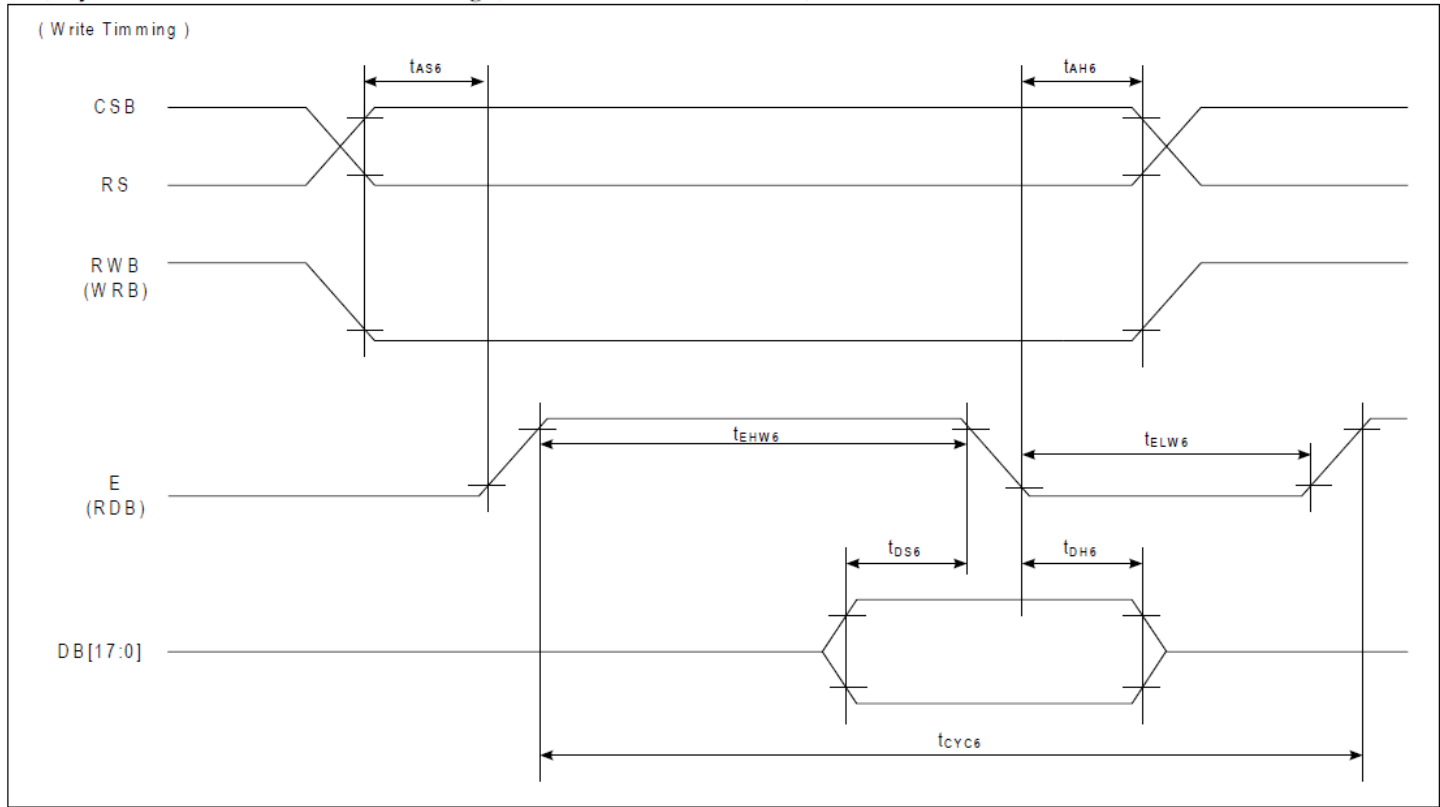 ( Write Timming )
tAS6
tAH6
CSB
RS
RWB
(WRB)
tEHW6
tELW6
E
(RDB)
tDS6
tDH6
DB[17:0]
tCYC6